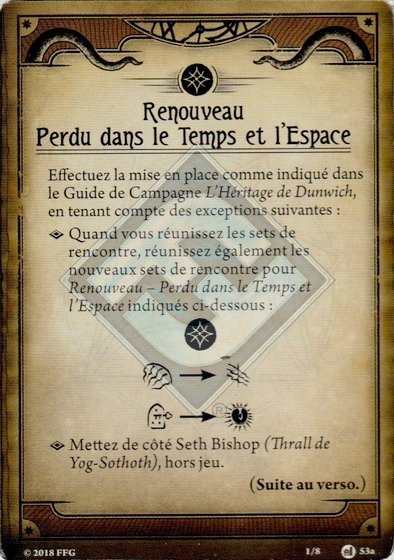 Renouveau
Perdu dans le Temps et l'Espace
Effectuez la mise en place comme indiqué dans
le Guide de Campagne L'Héritage de Dunwich,
en tenant compte des exceptions suivantes :
Quand vous réunissez les sets de
rencontre, réunissez également les
nouveaux sets de rencontre pour
Renouveau – Perdu dans le Temps et
l'Espace indiqués ci-dessous :
®
Mettez de côté Seth Bishop (Thrall de
Yog-Sothoth), hors jeu.
(Suite au verso.)
© 2018 FFG
1/8
53a